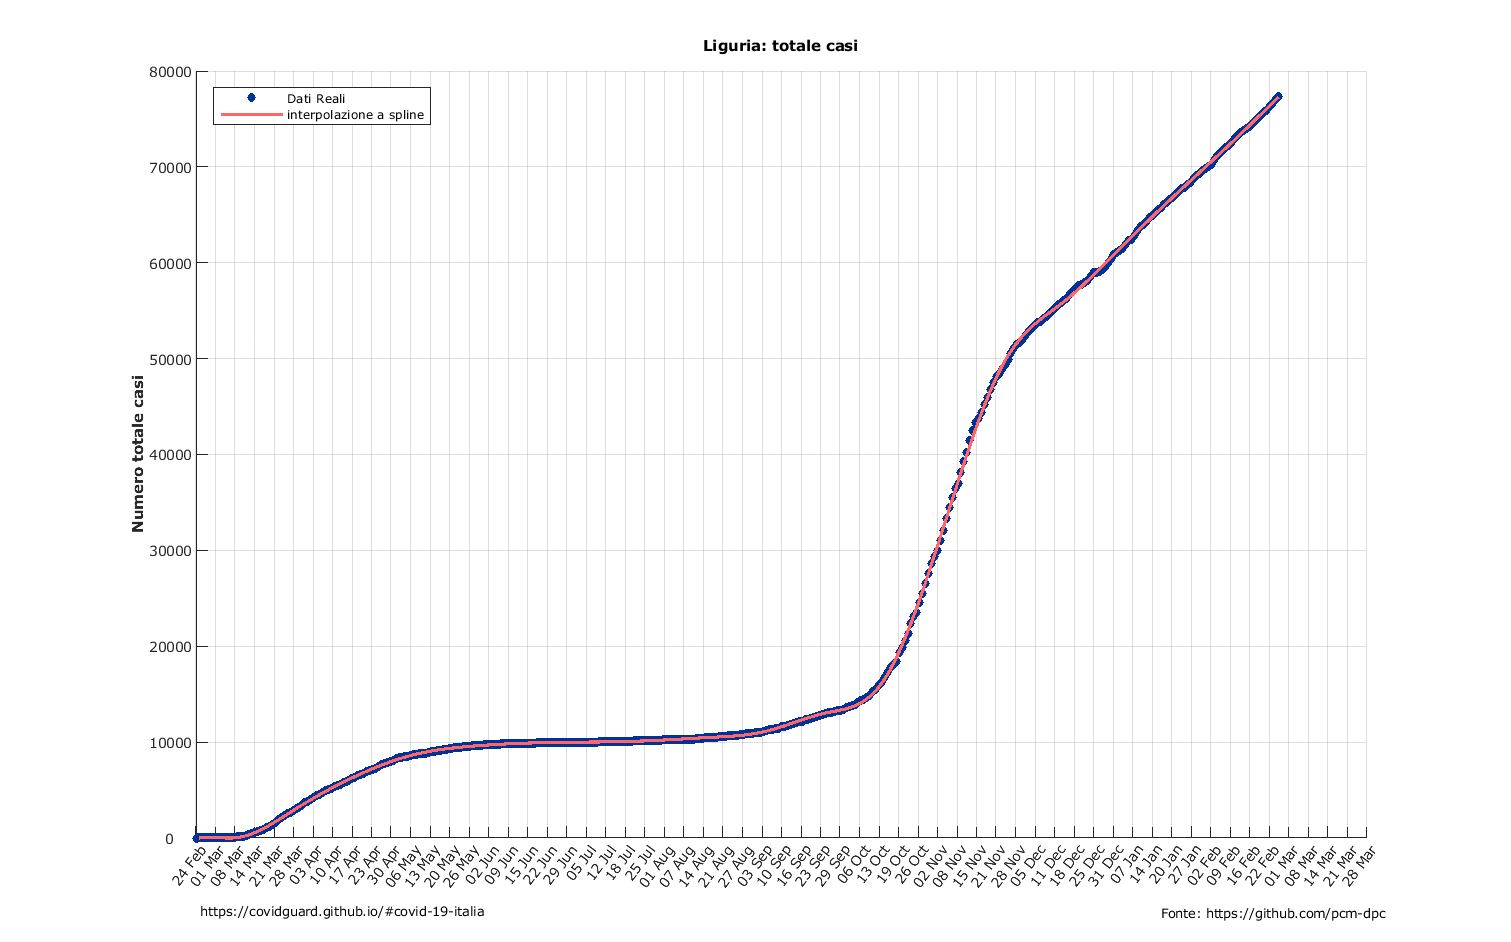 Liguria: totale casi
80000
70000
60000
50000
40000
30000
20000
10000
0
Numero totale casi
Dati Reali
interpolazione a spline
24 Feb
01 Mar
08 Mar
14 Mar
21 Mar
28 Mar
03 Apr
10 Apr
17 Apr
23 Apr
30 Apr
06 May
13 May
20 May
26 May
02 Jun
09 Jun
15 Jun
22 Jun
29 Jun
05 Jul
12 Jul
18 Jul
25 Jul
01 Aug
07 Aug
14 Aug
21 Aug
27 Aug
03 Sep
10 Sep
16 Sep
23 Sep
29 Sep
06 Oct
13 Oct
19 Oct
26 Oct
02 Nov
08 Nov
15 Nov
21 Nov
28 Nov
05 Dec
11 Dec
18 Dec
25 Dec
31 Dec
07 Jan
14 Jan
20 Jan
27 Jan
02 Feb
09 Feb
16 Feb
22 Feb
01 Mar
08 Mar
14 Mar
21 Mar
28 Mar
https://covidguard.github.io/#covid-19-italia
Fonte: https://github.com/pcm-dpc